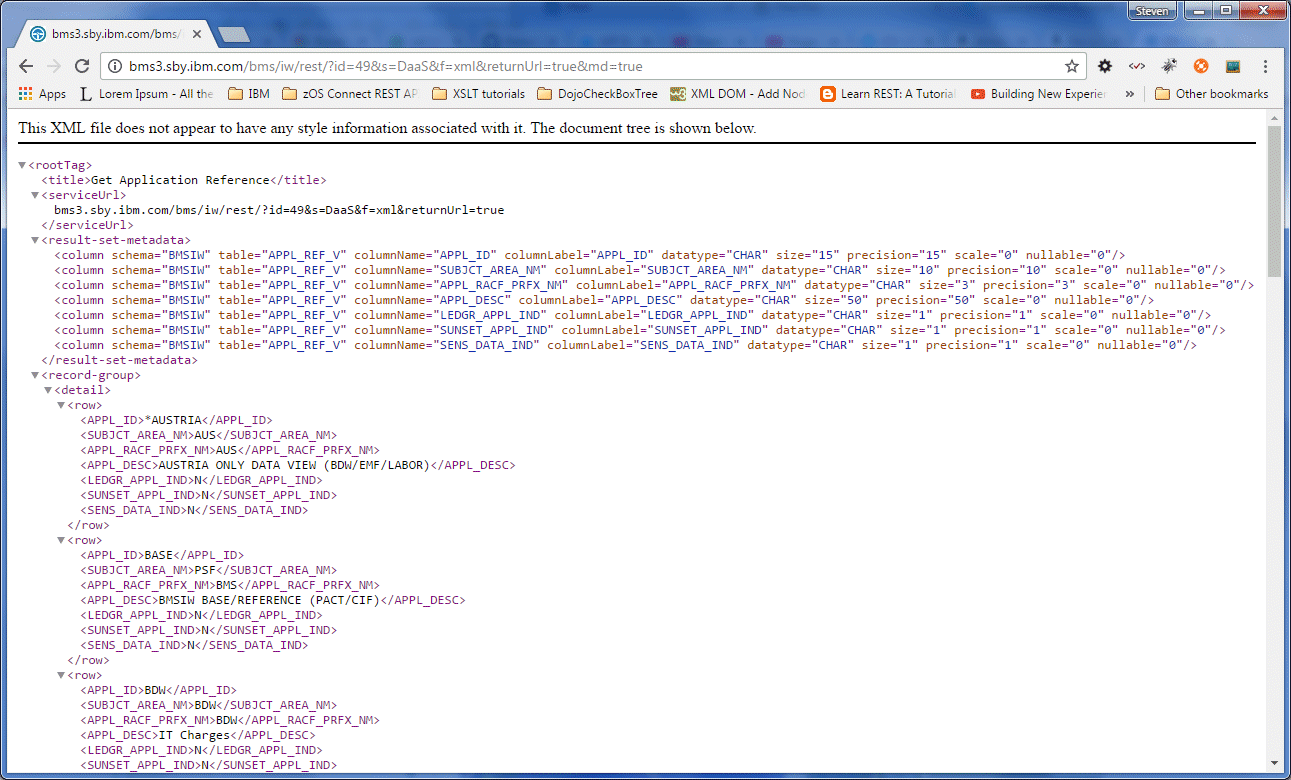 Steven
bms3.sby.ibm.com/bms/
bms3.sby.ibm.com/bms/iw/rest/?id=49&s=DaaS&f=xml&returnUrl=true&md=true
Apps Lorem Ipsum - All the IBM zOS Connect REST AP XSLT tutorials DojoCheckBoxTree XML DOM - Add Nod Learn REST: A Tutorial Building New Experien » Other bookmarks
This XML file does not appear to have any style information associated with it. The document tree is shown below.
▼<rootTag>
<title>Get Application Reference</title>
▼<serviceUrl>
bms3.sby.ibm.com/bms/iw/rest/?id=49&s=DaaS&f=xml&returnUrl=true
</serviceUrl>
▼<result-set-metadata>
<column schema="BMSIW" table="APPL_REF_V" columnName="APPL_ID" columnLabel="APPL_ID" datatype="CHAR" size="15" precision="15" scale="0" nullable="0"/>
<column schema="BMSIW" table="APPL_REF_V" columnName="SUBJCT_AREA_NM" columnLabel="SUBJCT_AREA_NM" datatype="CHAR" size="10" precision="10" scale="0" nullable="0"/>
<column schema="BMSIW" table="APPL_REF_V" columnName="APPL_RACF_PRFX_NM" columnLabel="APPL_RACF_PRFX_NM" datatype="CHAR" size="3" precision="3" scale="0" nullable="0"/>
<column schema="BMSIW" table="APPL_REF_V" columnName="APPL_DESC" columnLabel="APPL_DESC" datatype="CHAR" size="50" precision="50" scale="0" nullable="0"/>
<column schema="BMSIW" table="APPL_REF_V" columnName="LEDGR_APPL_IND" columnLabel="LEDGR_APPL_IND" datatype="CHAR" size="1" precision="1" scale="0" nullable="0"/>
<column schema="BMSIW" table="APPL_REF_V" columnName="SUNSET_APPL_IND" columnLabel="SUNSET_APPL_IND" datatype="CHAR" size="1" precision="1" scale="0" nullable="0"/>
<column schema="BMSIW" table="APPL_REF_V" columnName="SENS_DATA_IND" columnLabel="SENS_DATA_IND" datatype="CHAR" size="1" precision="1" scale="0" nullable="0"/>
</result-set-metadata>
▼<record-group>
▼<detail>
▼<row>
<APPL_ID>*AUSTRIA</APPL_ID>
<SUBJCT_AREA_NM>AUS</SUBJCT_AREA_NM>
<APPL_RACF_PRFX_NM>AUS</APPL_RACF_PRFX_NM>
<APPL_DESC>AUSTRIA ONLY DATA VIEW (BDW/EMF/LABOR)</APPL_DESC>
<LEDGR_APPL_IND>N</LEDGR_APPL_IND>
<SUNSET_APPL_IND>N</SUNSET_APPL_IND>
<SENS_DATA_IND>N</SENS_DATA_IND>
</row>
▼<row>
<APPL_ID>BASE</APPL_ID>
<SUBJCT_AREA_NM>PSF</SUBJCT_AREA_NM>
<APPL_RACF_PRFX_NM>BMS</APPL_RACF_PRFX_NM>
<APPL_DESC>BMSIW BASE/REFERENCE (PACT/CIF)</APPL_DESC>
<LEDGR_APPL_IND>N</LEDGR_APPL_IND>
<SUNSET_APPL_IND>N</SUNSET_APPL_IND>
<SENS_DATA_IND>N</SENS_DATA_IND>
</row>
▼<row>
<APPL_ID>BDW</APPL_ID>
<SUBJCT_AREA_NM>BDW</SUBJCT_AREA_NM>
<APPL_RACF_PRFX_NM>BDW</APPL_RACF_PRFX_NM>
<APPL_DESC>IT Charges</APPL_DESC>
<LEDGR_APPL_IND>N</LEDGR_APPL_IND>
<SUNSET_APPL_IND>N</SUNSET_APPL_IND>